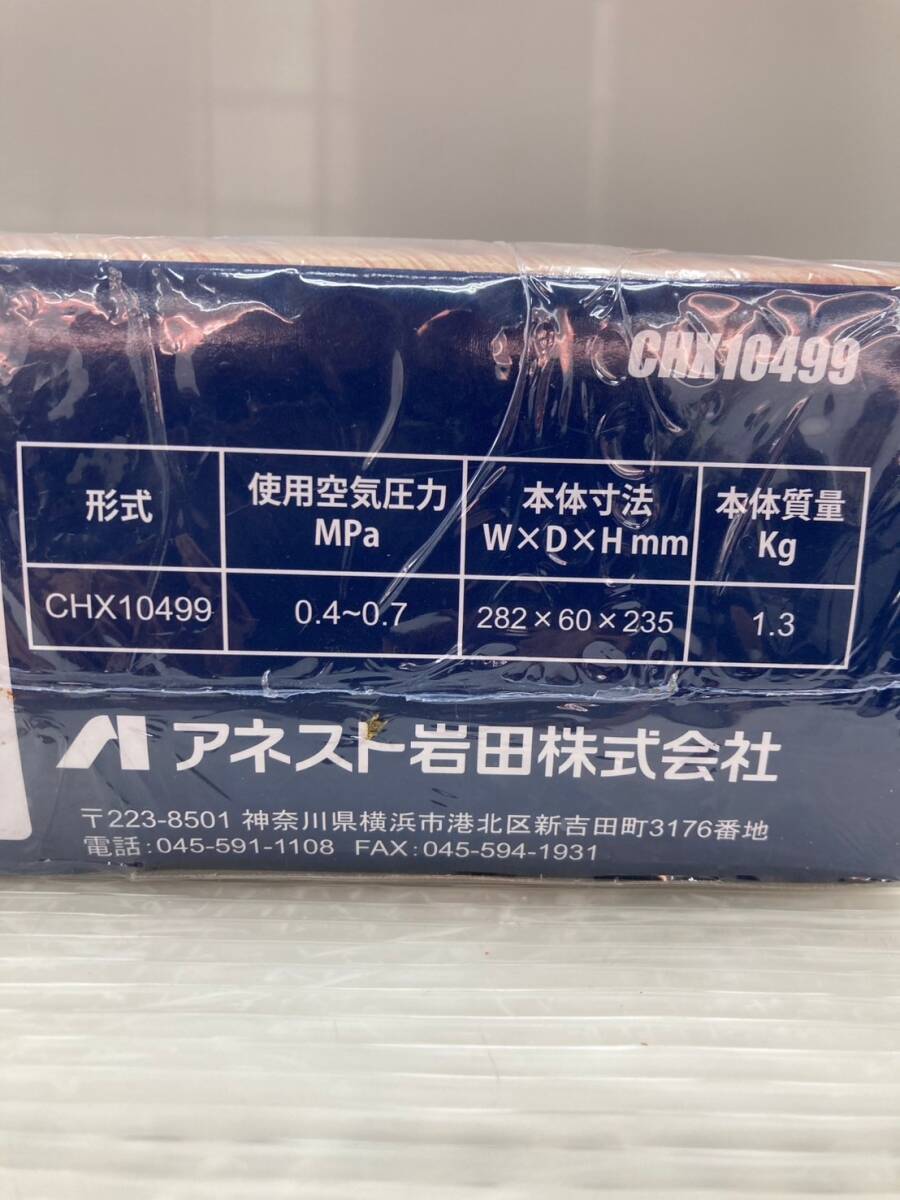 CHX10499
形式
使用空気圧力
MPa
本体寸法
W×D×H mm
本体質量
Kg
CHX10499
0.4~0.7
282×60×235
1.3
アネスト岩田株式会社
〒223-8501 神奈川県横浜市港北区新吉田町3176番地
電話:045-591-1108 FAX:045-594-1931